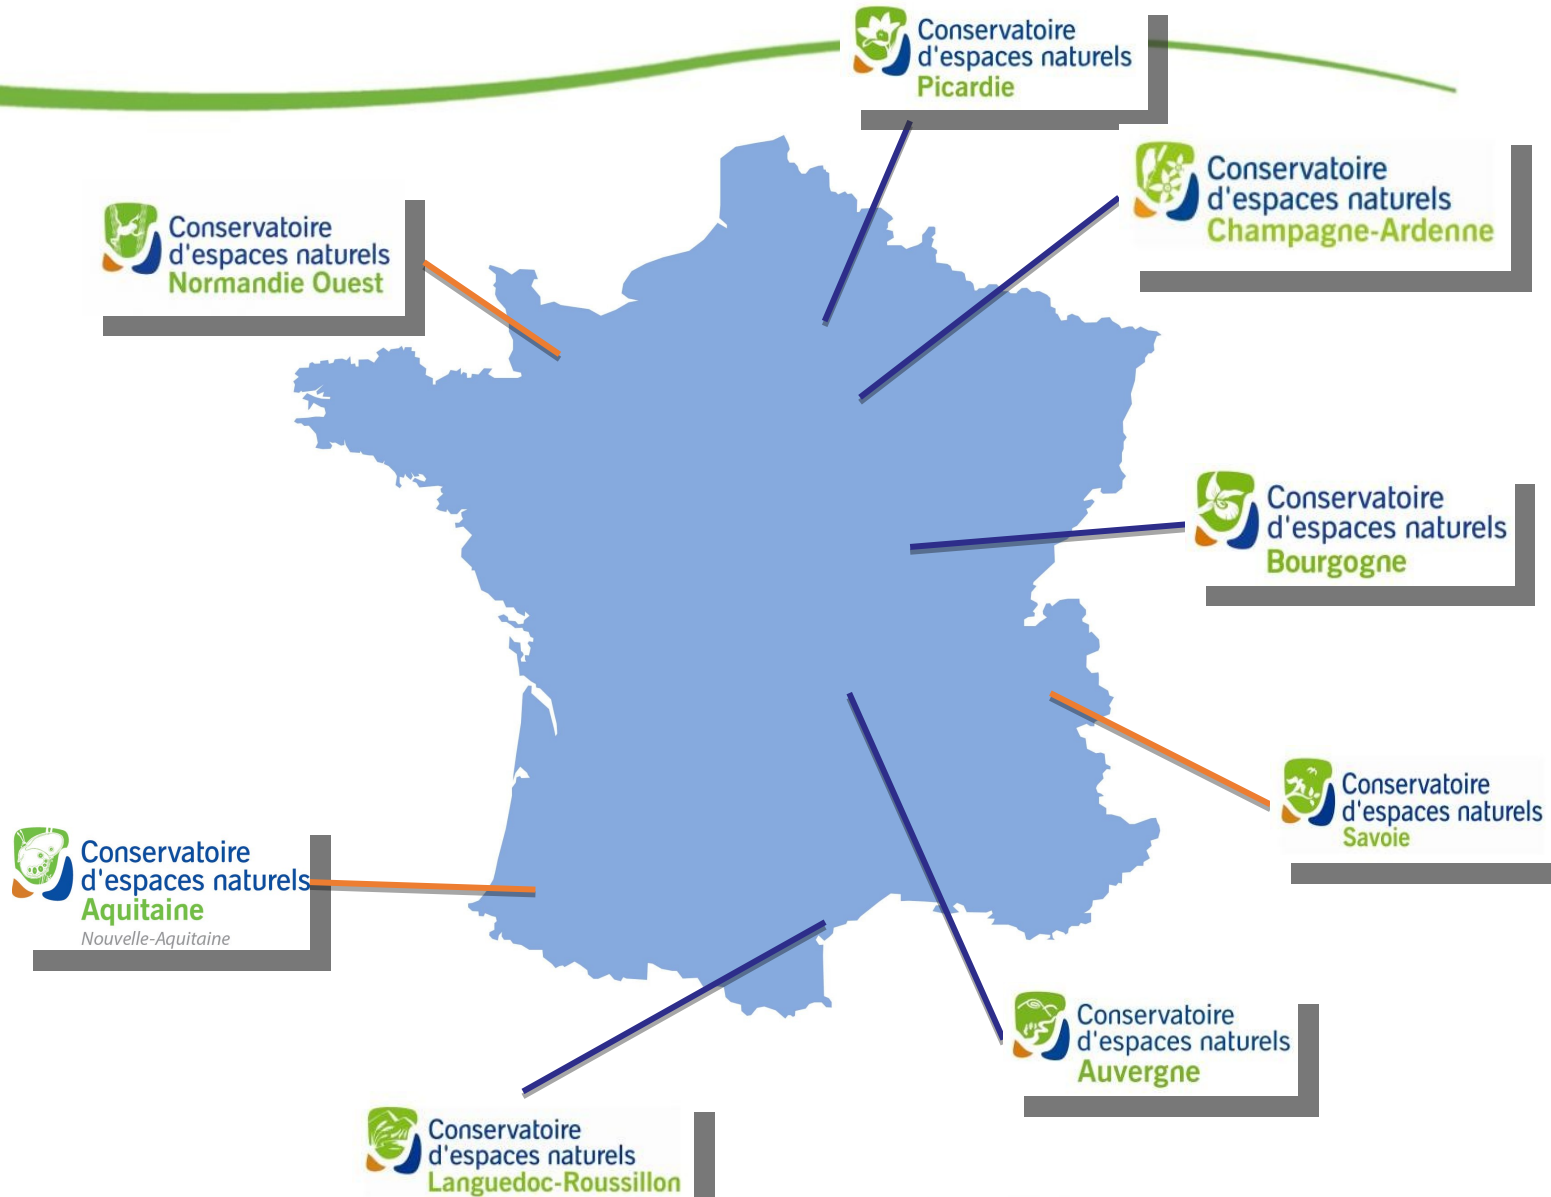 Conservatoire
d'espaces naturels
Picardie
Conservatoire
d'espaces naturels
Champagne-Ardenne
Conservatoire
d'espaces naturels
Normandie Ouest
Conservatoire
d'espaces naturels
Bourgogne
Conservatoire
d'espaces naturels
Savoie
Conservatoire
d'espaces naturels
Aquitaine
Nouvelle-Aquitaine
Conservatoire
d'espaces naturels
Auvergne
Conservatoire
d'espaces naturels
Languedoc-Roussillon